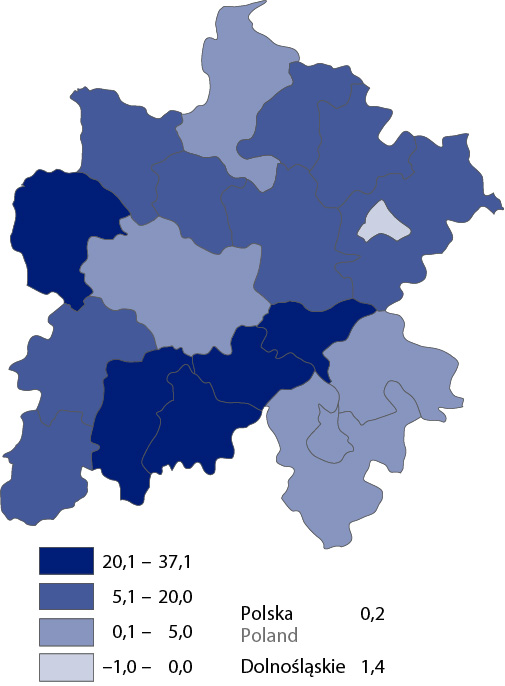 20,1 – 37,1
5,1 – 20,0
0,1 – 5,0
–1,0 – 0,0
Polska 0,2
Poland
Dolnośląskie 1,4